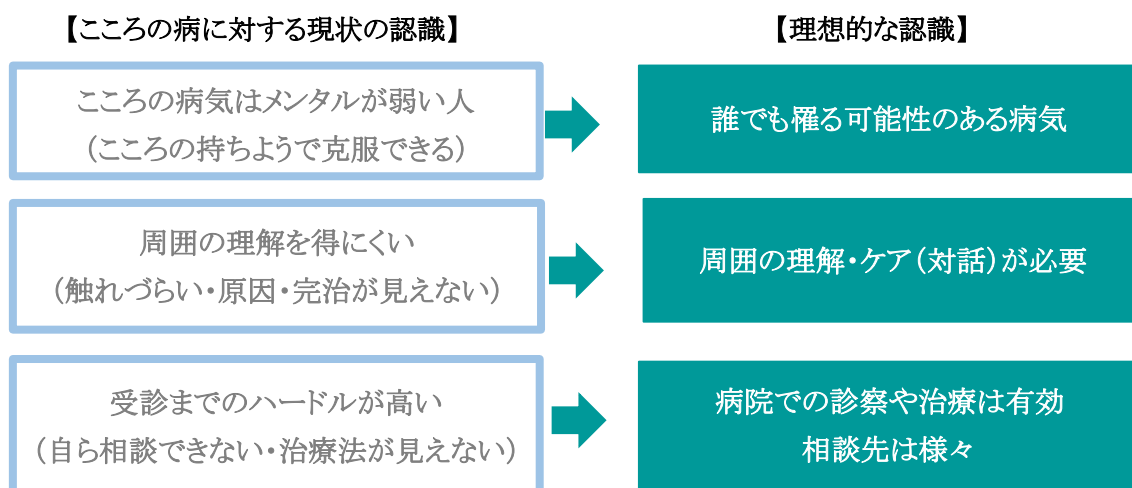 【こころの病に対する現状の認識】
【理想的な認識】
こころの病気はメンタルが弱い人
（こころの持ちようで克服できる）
誰でも罹る可能性のある病気
周囲の理解を得にくい
（触れづらい・原因・完治が見えない）
周囲の理解・ケア（対話）が必要
受診までのハードルが高い
（自ら相談できない・治療法が見えない）
病院での診察や治療は有効
相談先は様々